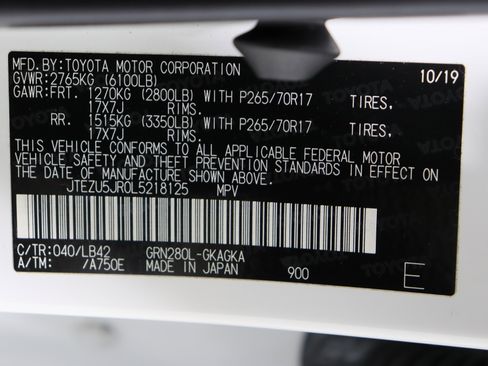 MFD.BY: TOYOTA MOTOR CORPORATION 10/19
GVWR: 2765KG (6100LB)
GAWR: FRT. 1270KG (2800LB) WITH P265/70R17 TIRES.
17X7J RIMS.
RR. 1515KG (3350LB) WITH P265/70R17 TIRES.
17X7J RIMS.
THIS VEHICLE CONFORMS TO ALL APPLICABLE FEDERAL MOTOR
VEHICLE SAFETY AND THEFT PREVENTION STANDARDS IN EFFECT ON
THE DATE OF MANUFACTURE SHOWN ABOVE.
JTEZU5JR0L5218125 MPV
C/TR: 040/LB42 GRN280L-GKAGKA
A/TM: /A750E MADE IN JAPAN 900 E